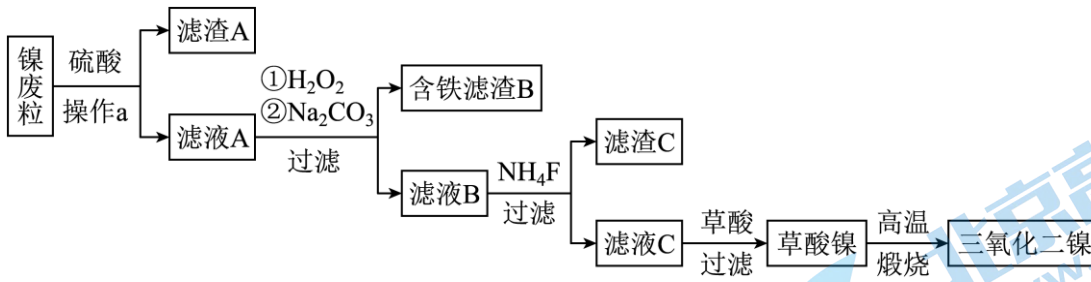 镍废粒
硫酸
操作a
滤渣A
滤液A
①H₂O₂
②Na₂CO₃
过滤
含铁滤渣B
滤液B
NH₄F
过滤
滤渣C
滤液C
草酸
过滤
草酸镍
高温
煅烧
三氧化二镍